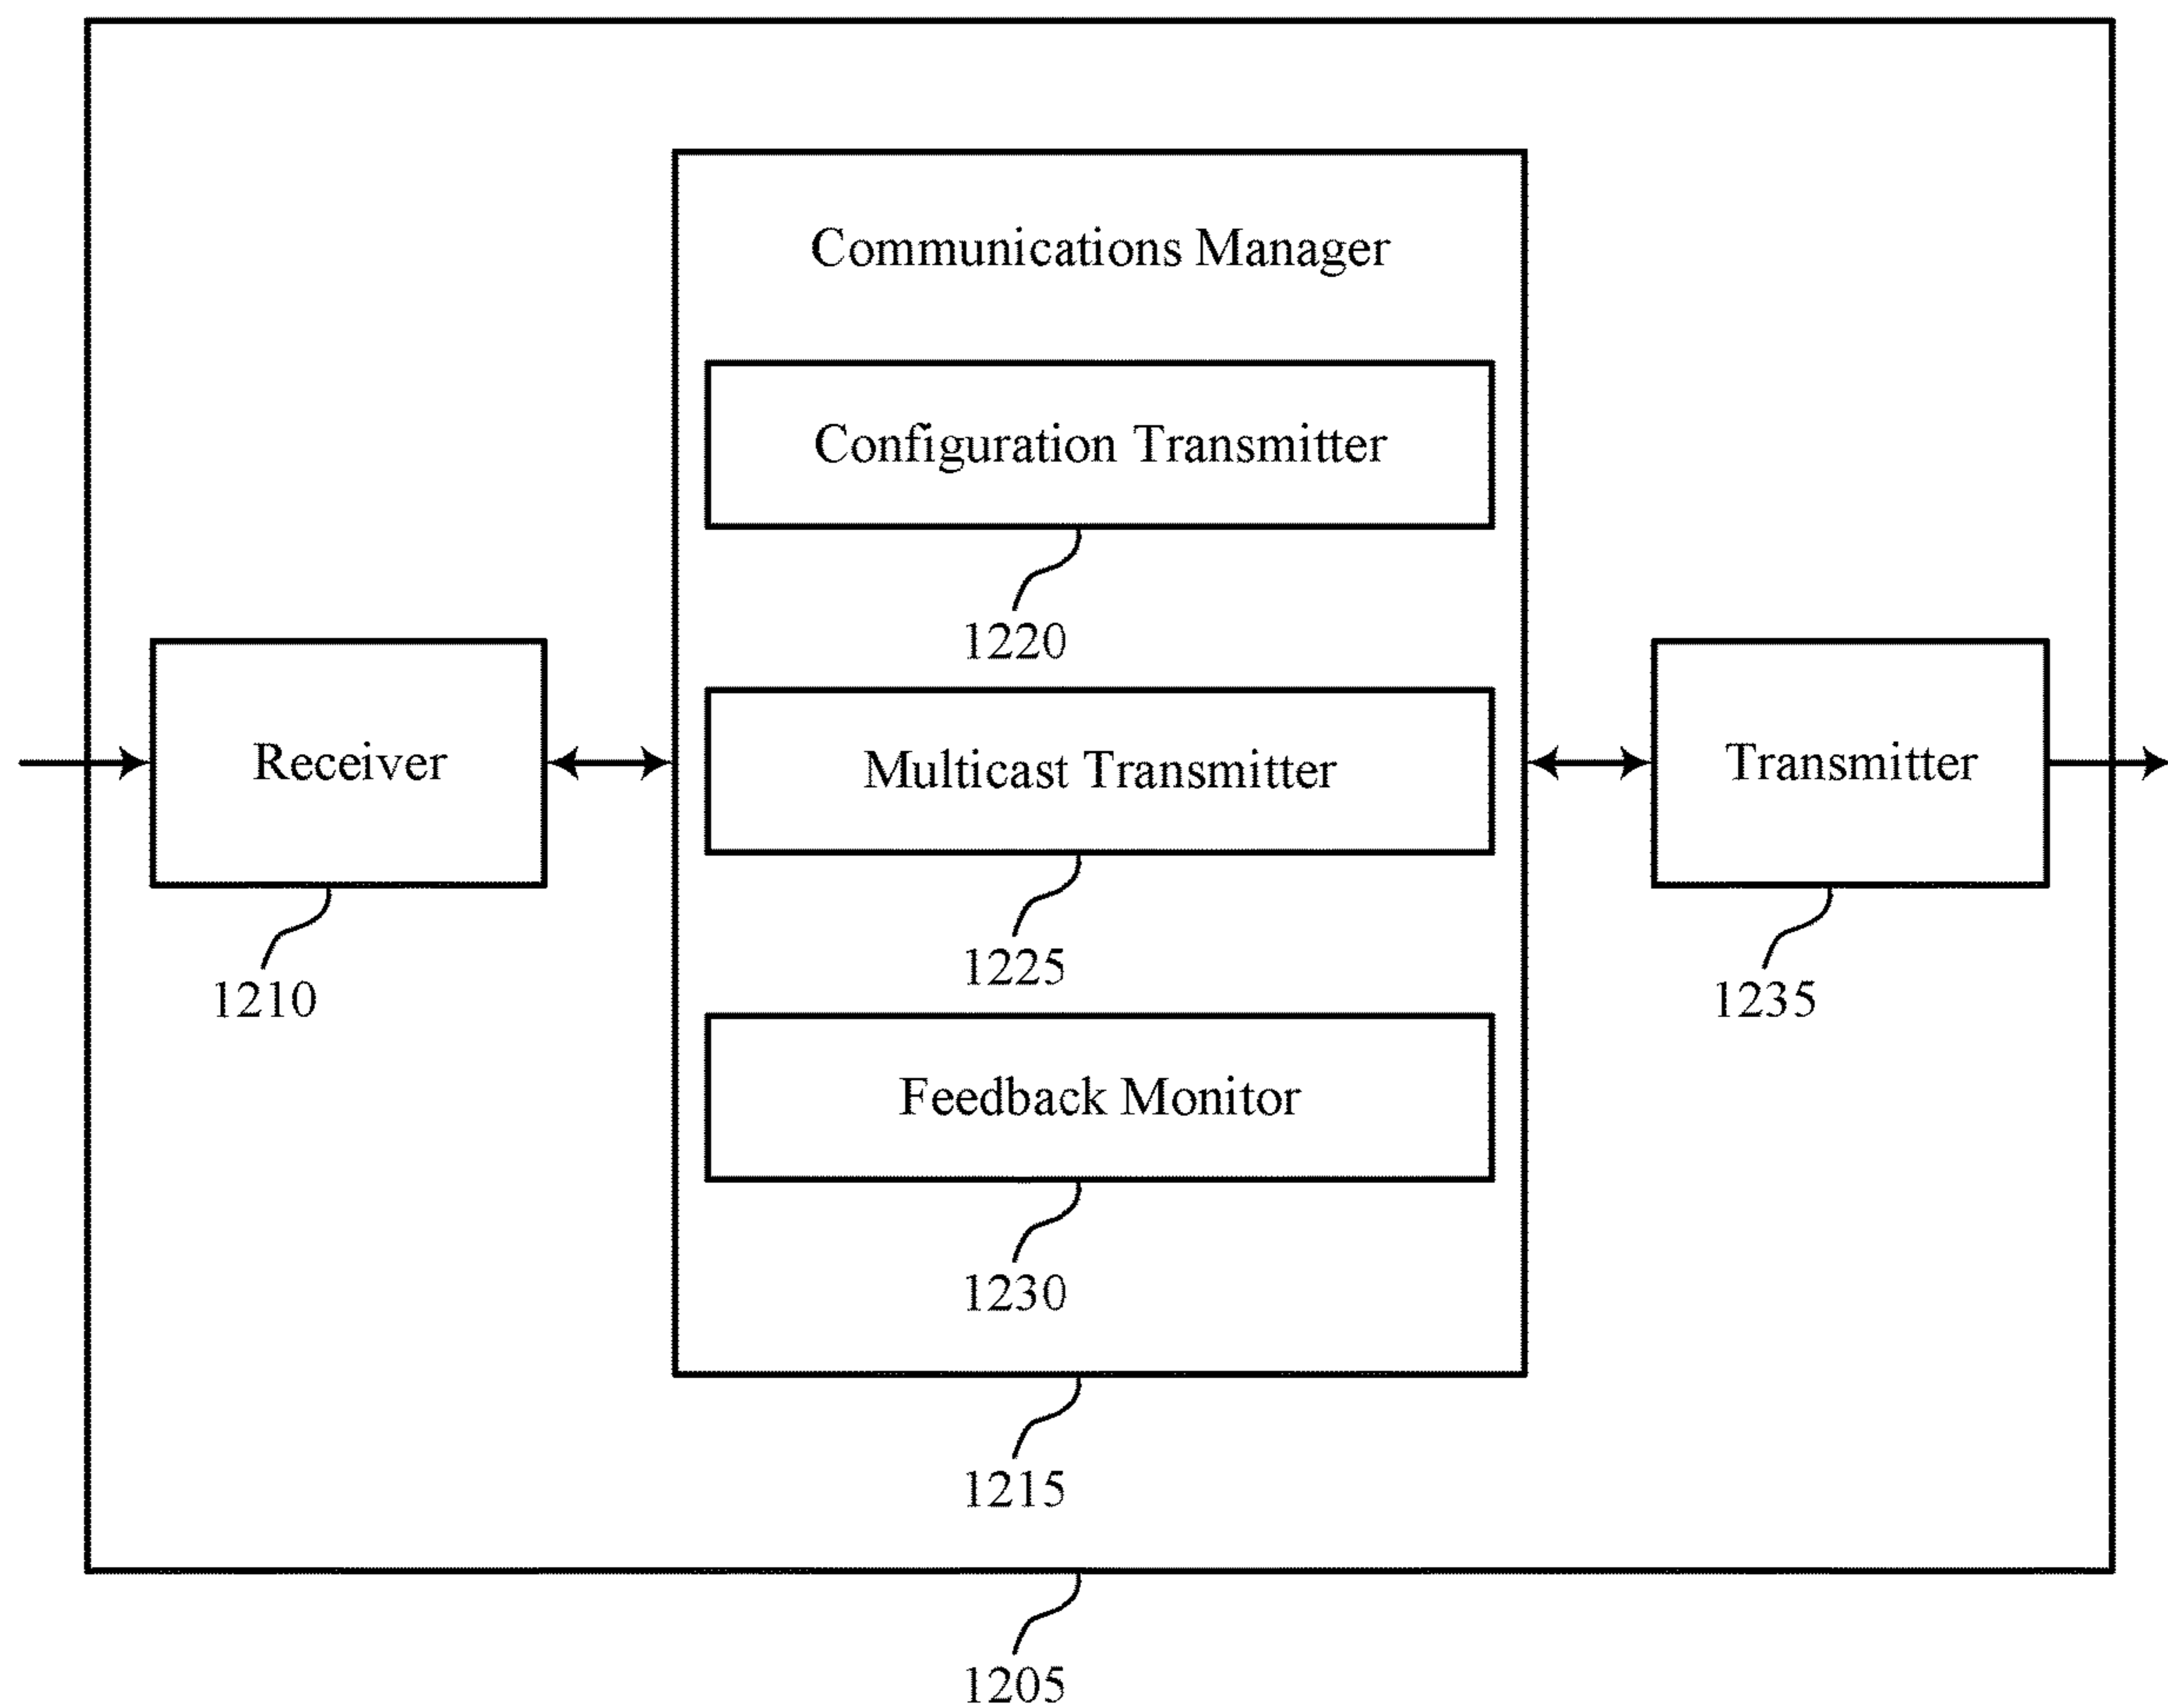 Communications Manager
Configuration Transmitter
1220
Receiver
1210
Multicast Transmitter
1225
Transmitter
1235
Feedback Monitor
1230
1215
1205